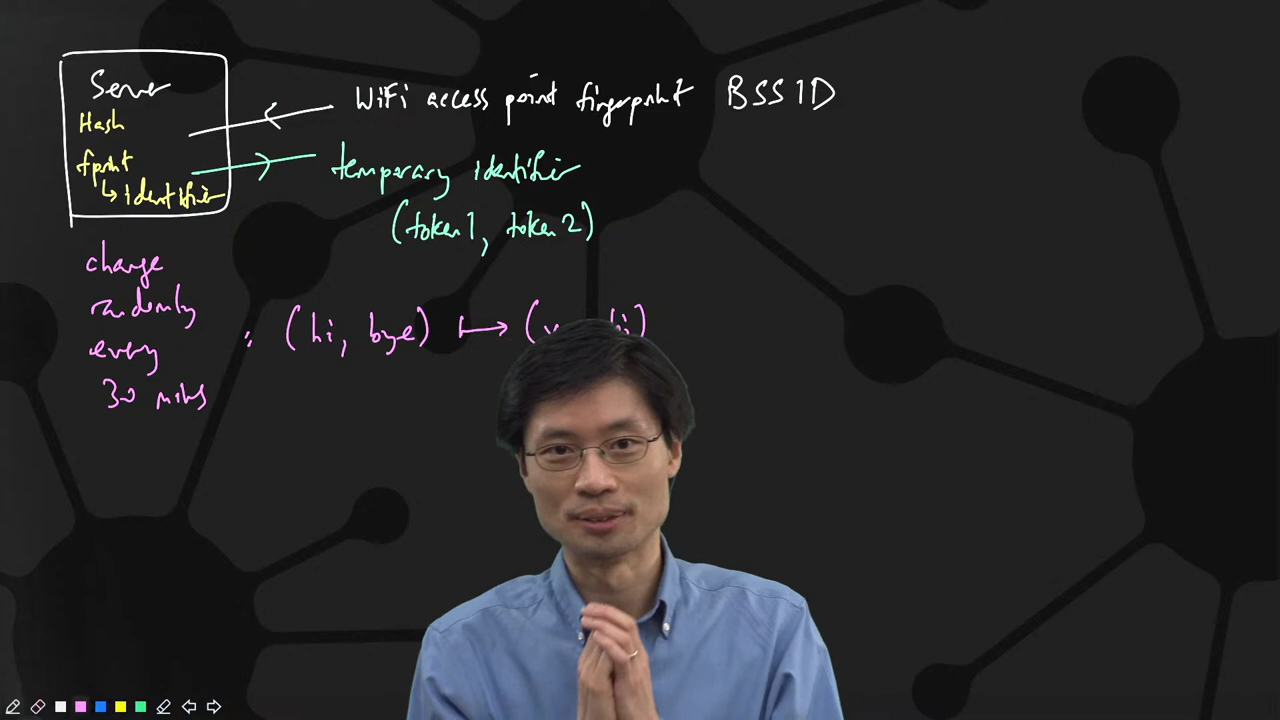 Server
Hash
fprint
↳ identifier
WiFi access point fingerprint BSSID
temporary identifier
(token1, token2)
change
randomly
every
30 mins
: (hi, bye) ↦ (